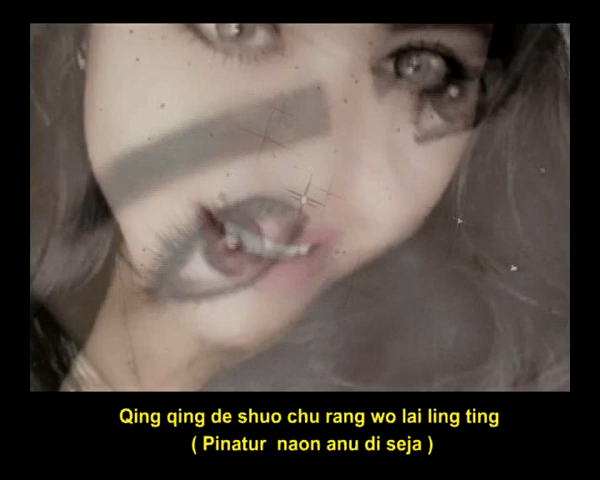 Qing qing de shuo chu rang wo lai ling ting
( Pinatur naon anu di seja )